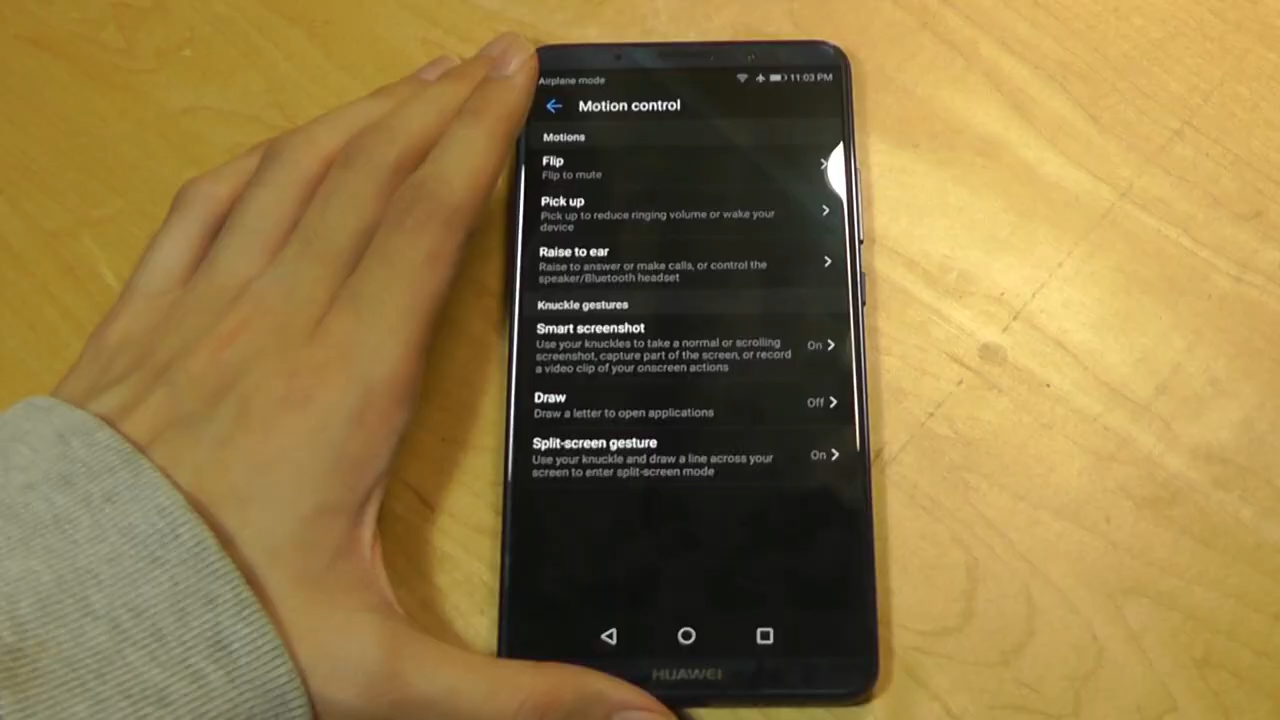 Airplane mode 11:03 PM
Motion control
Motions
Flip
Flip to mute
Pick up
Pick up to reduce ringing volume or wake your
device
Raise to ear
Raise to answer or make calls, or control the
speaker/Bluetooth headset
Knuckle gestures
Smart screenshot
Use your knuckles to take a normal or scrolling
screenshot, capture part of the screen, or record
a video clip of your onscreen actions
On
Draw
Draw a letter to open applications
Off
Split-screen gesture
Use your knuckle and draw a line across your
screen to enter split-screen mode
On
HUAWEI